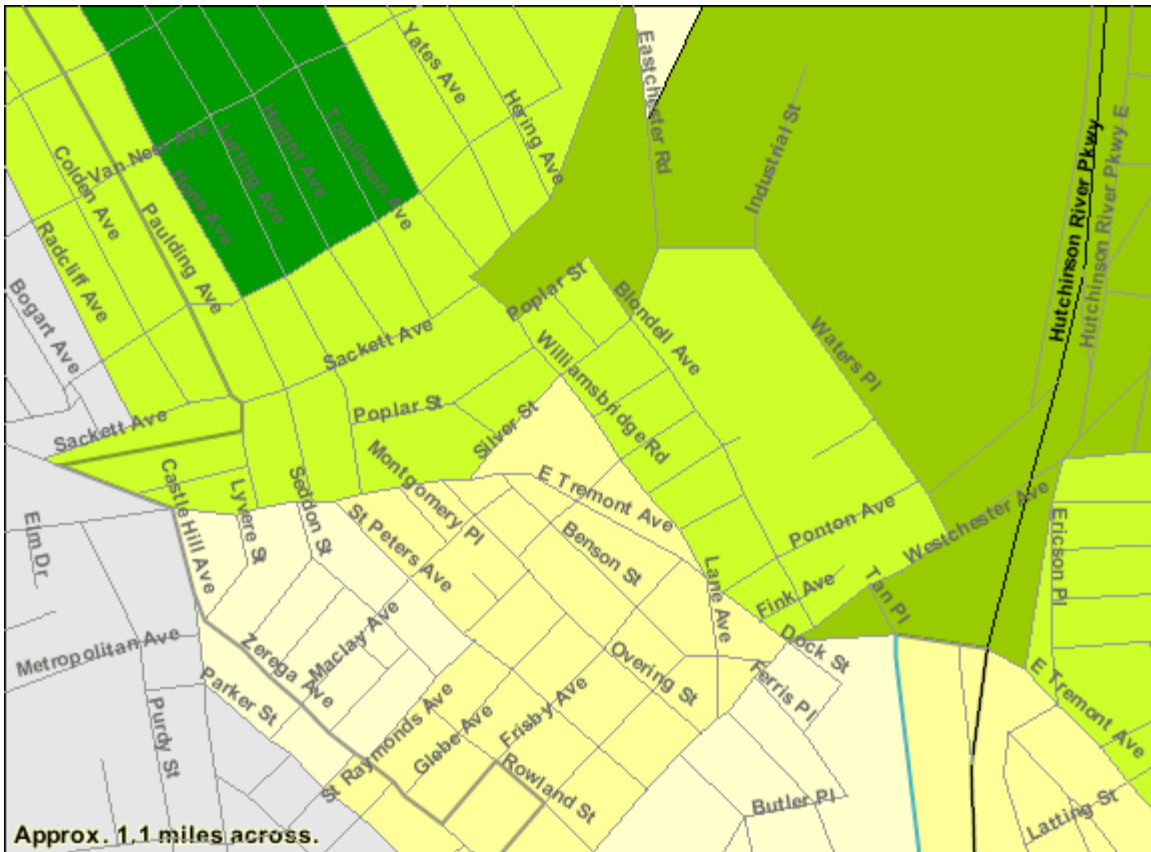 Yates Ave
Eastchester Rd
Hering Ave
Industrial St
Hutchinson River Pkwy
Hutchinson River Pkwy E
Van Nest Ave
Lusting Ave
Haight Ave
Tomlinson Ave
Colden Ave
Hone Ave
Paulding Ave
Radcliff Ave
Bogart Ave
Poplar St
Blondell Ave
Sackett Ave
Waters Pl
Williamsbridge Rd
Poplar St
Sackett Ave
Silver St
Montgomery Pl
Castle Hill Ave
Lyvere St
Seddon St
E Tremont Ave
St Peters Ave
Benson St
Ponton Ave
Westchester Ave
Ericson Pl
Elm Dr
Lane Ave
Fink Ave
Tan Pl
Metropolitan Ave
Zerega Ave
Maclay Ave
Overing St
Dock St
Ferris Pl
E Tremont Ave
Parker St
Purdy St
St Raymonds Ave
Glebe Ave
Frisby Ave
Rowland St
Butler Pl
Latting St
Approx. 1.1 miles across.